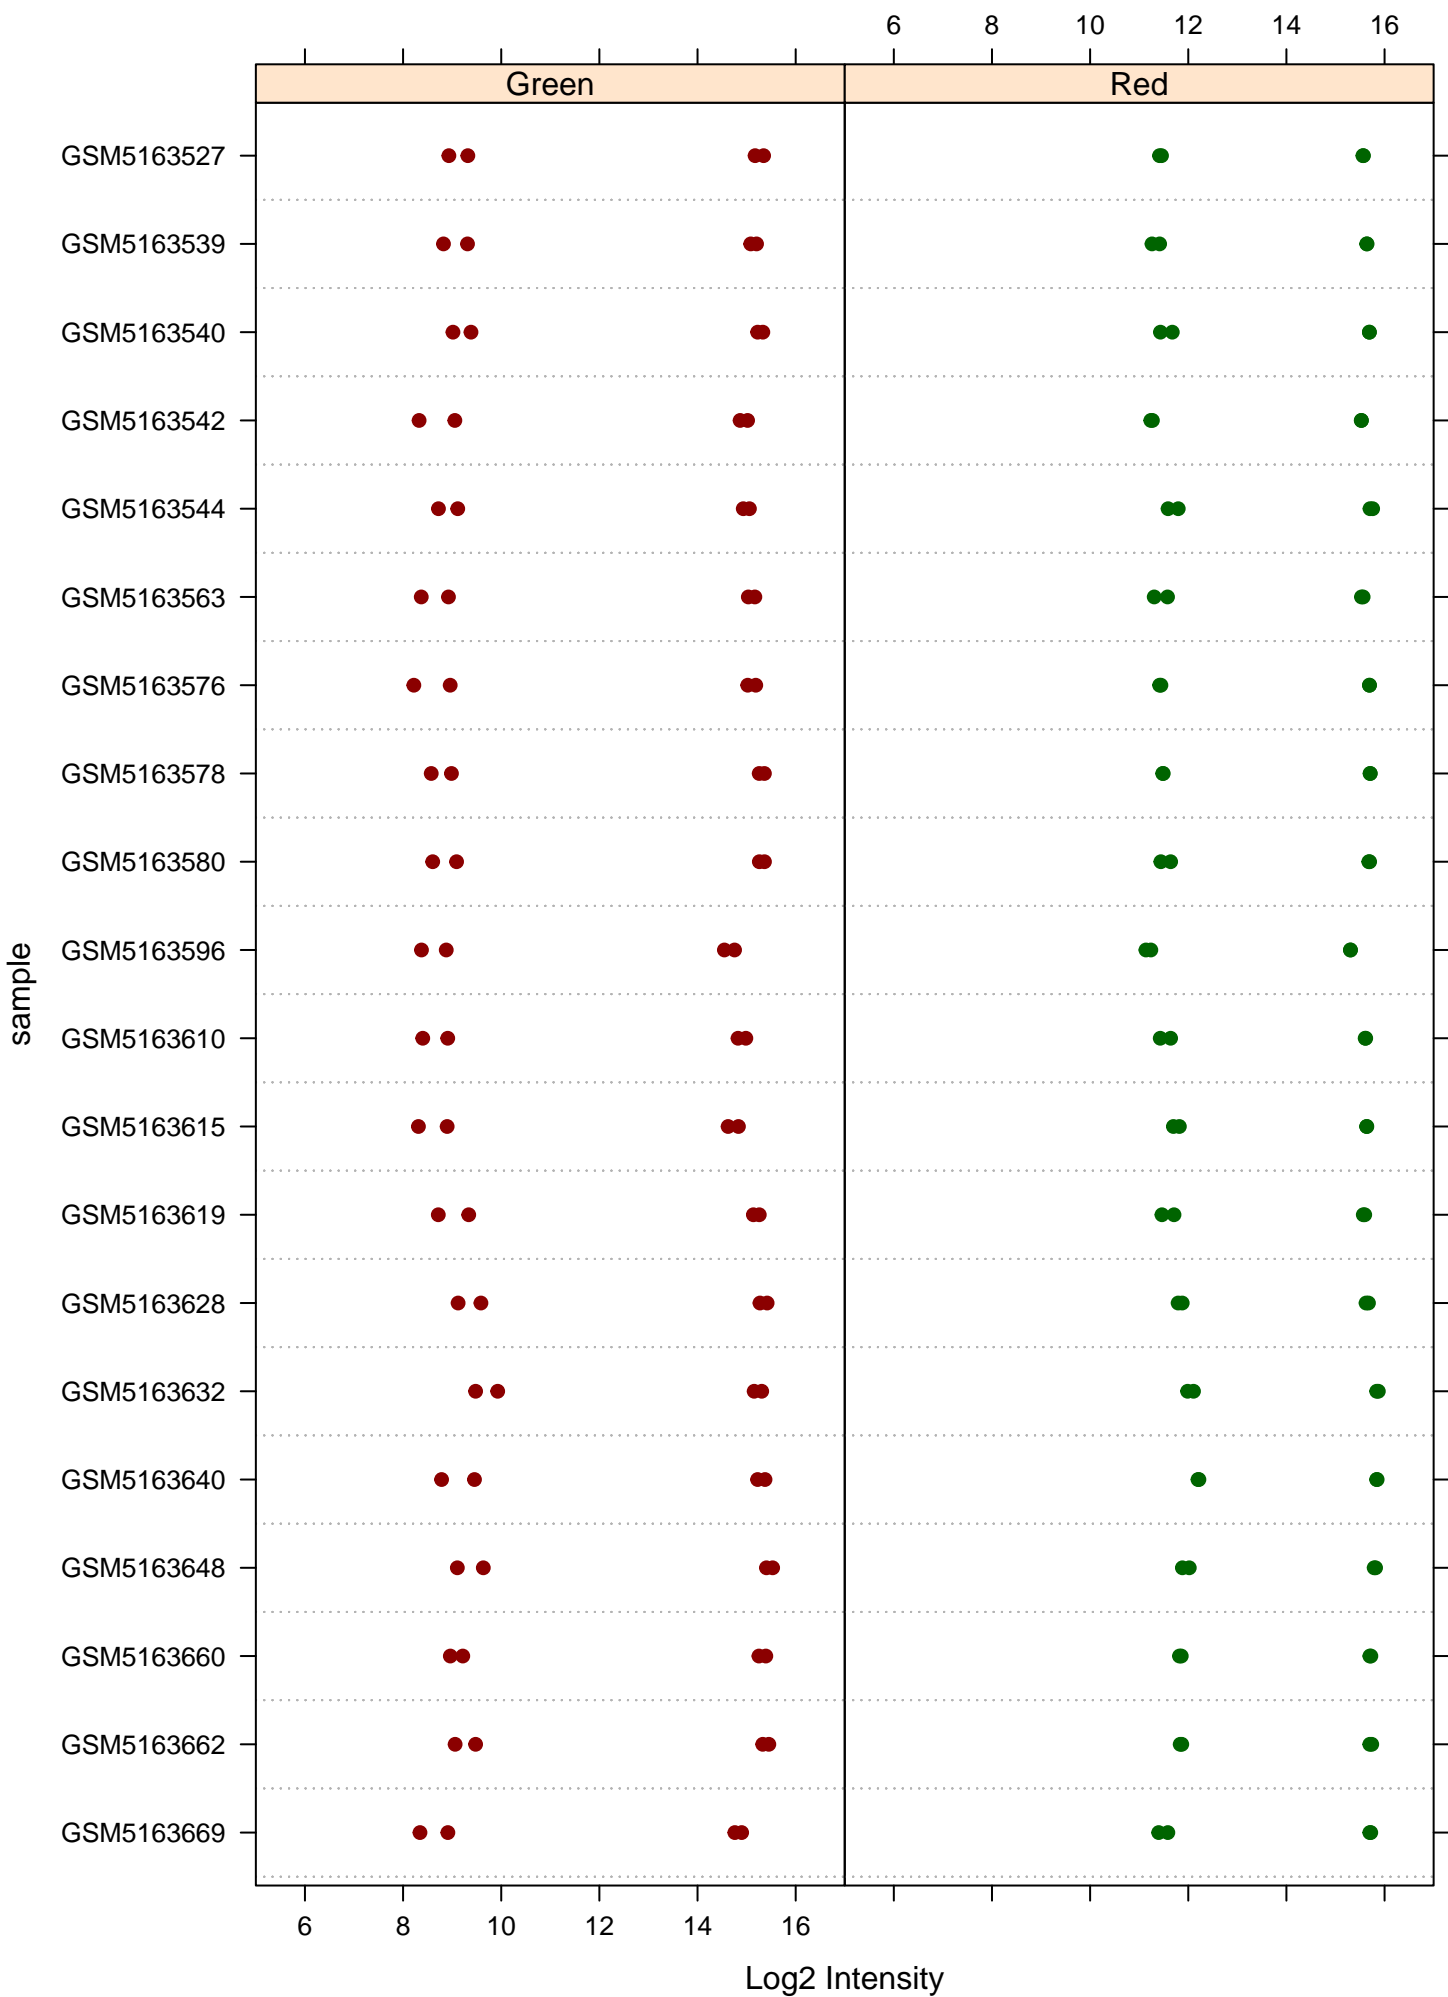 6 8 10 12 14 16
Green Red
GSM5163527
GSM5163539
GSM5163540
GSM5163542
GSM5163544
GSM5163563
GSM5163576
GSM5163578
GSM5163580
GSM5163596
GSM5163610
GSM5163615
GSM5163619
GSM5163628
GSM5163632
GSM5163640
GSM5163648
GSM5163660
GSM5163662
GSM5163669
sample
6 8 10 12 14 16
Log2 Intensity